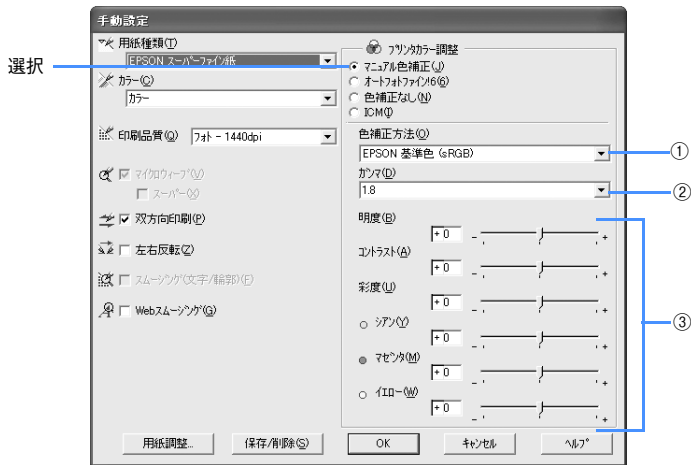 手動設定
用紙種類(T)
EPSON スーパーファイン紙
カラー(C)
カラー
印刷品質(Q) フォト - 1440dpi
マイクロウィーブ(V)
スーパー(X)
双方向印刷(P)
左右反転(Z)
スムージング(文字/輪郭)(F)
Webスムージング(G)
選択
プリンタカラー調整
マニュアル色補正(J)
オートフォトファイン!6(6)
色補正なし(N)
ICM(I)
色補正方法(O)
EPSON 基準色 (sRGB)
①
ガンマ(D)
1.8
②
明度(B)
+ 0 - +
コントラスト(A)
+ 0 - +
彩度(U)
+ 0 - +
シアン(Y)
+ 0 - +
マゼンタ(M)
+ 0 - +
イエロー(W)
+ 0 - +
③
用紙調整... 保存/削除(S) OK キャンセル ヘルプ